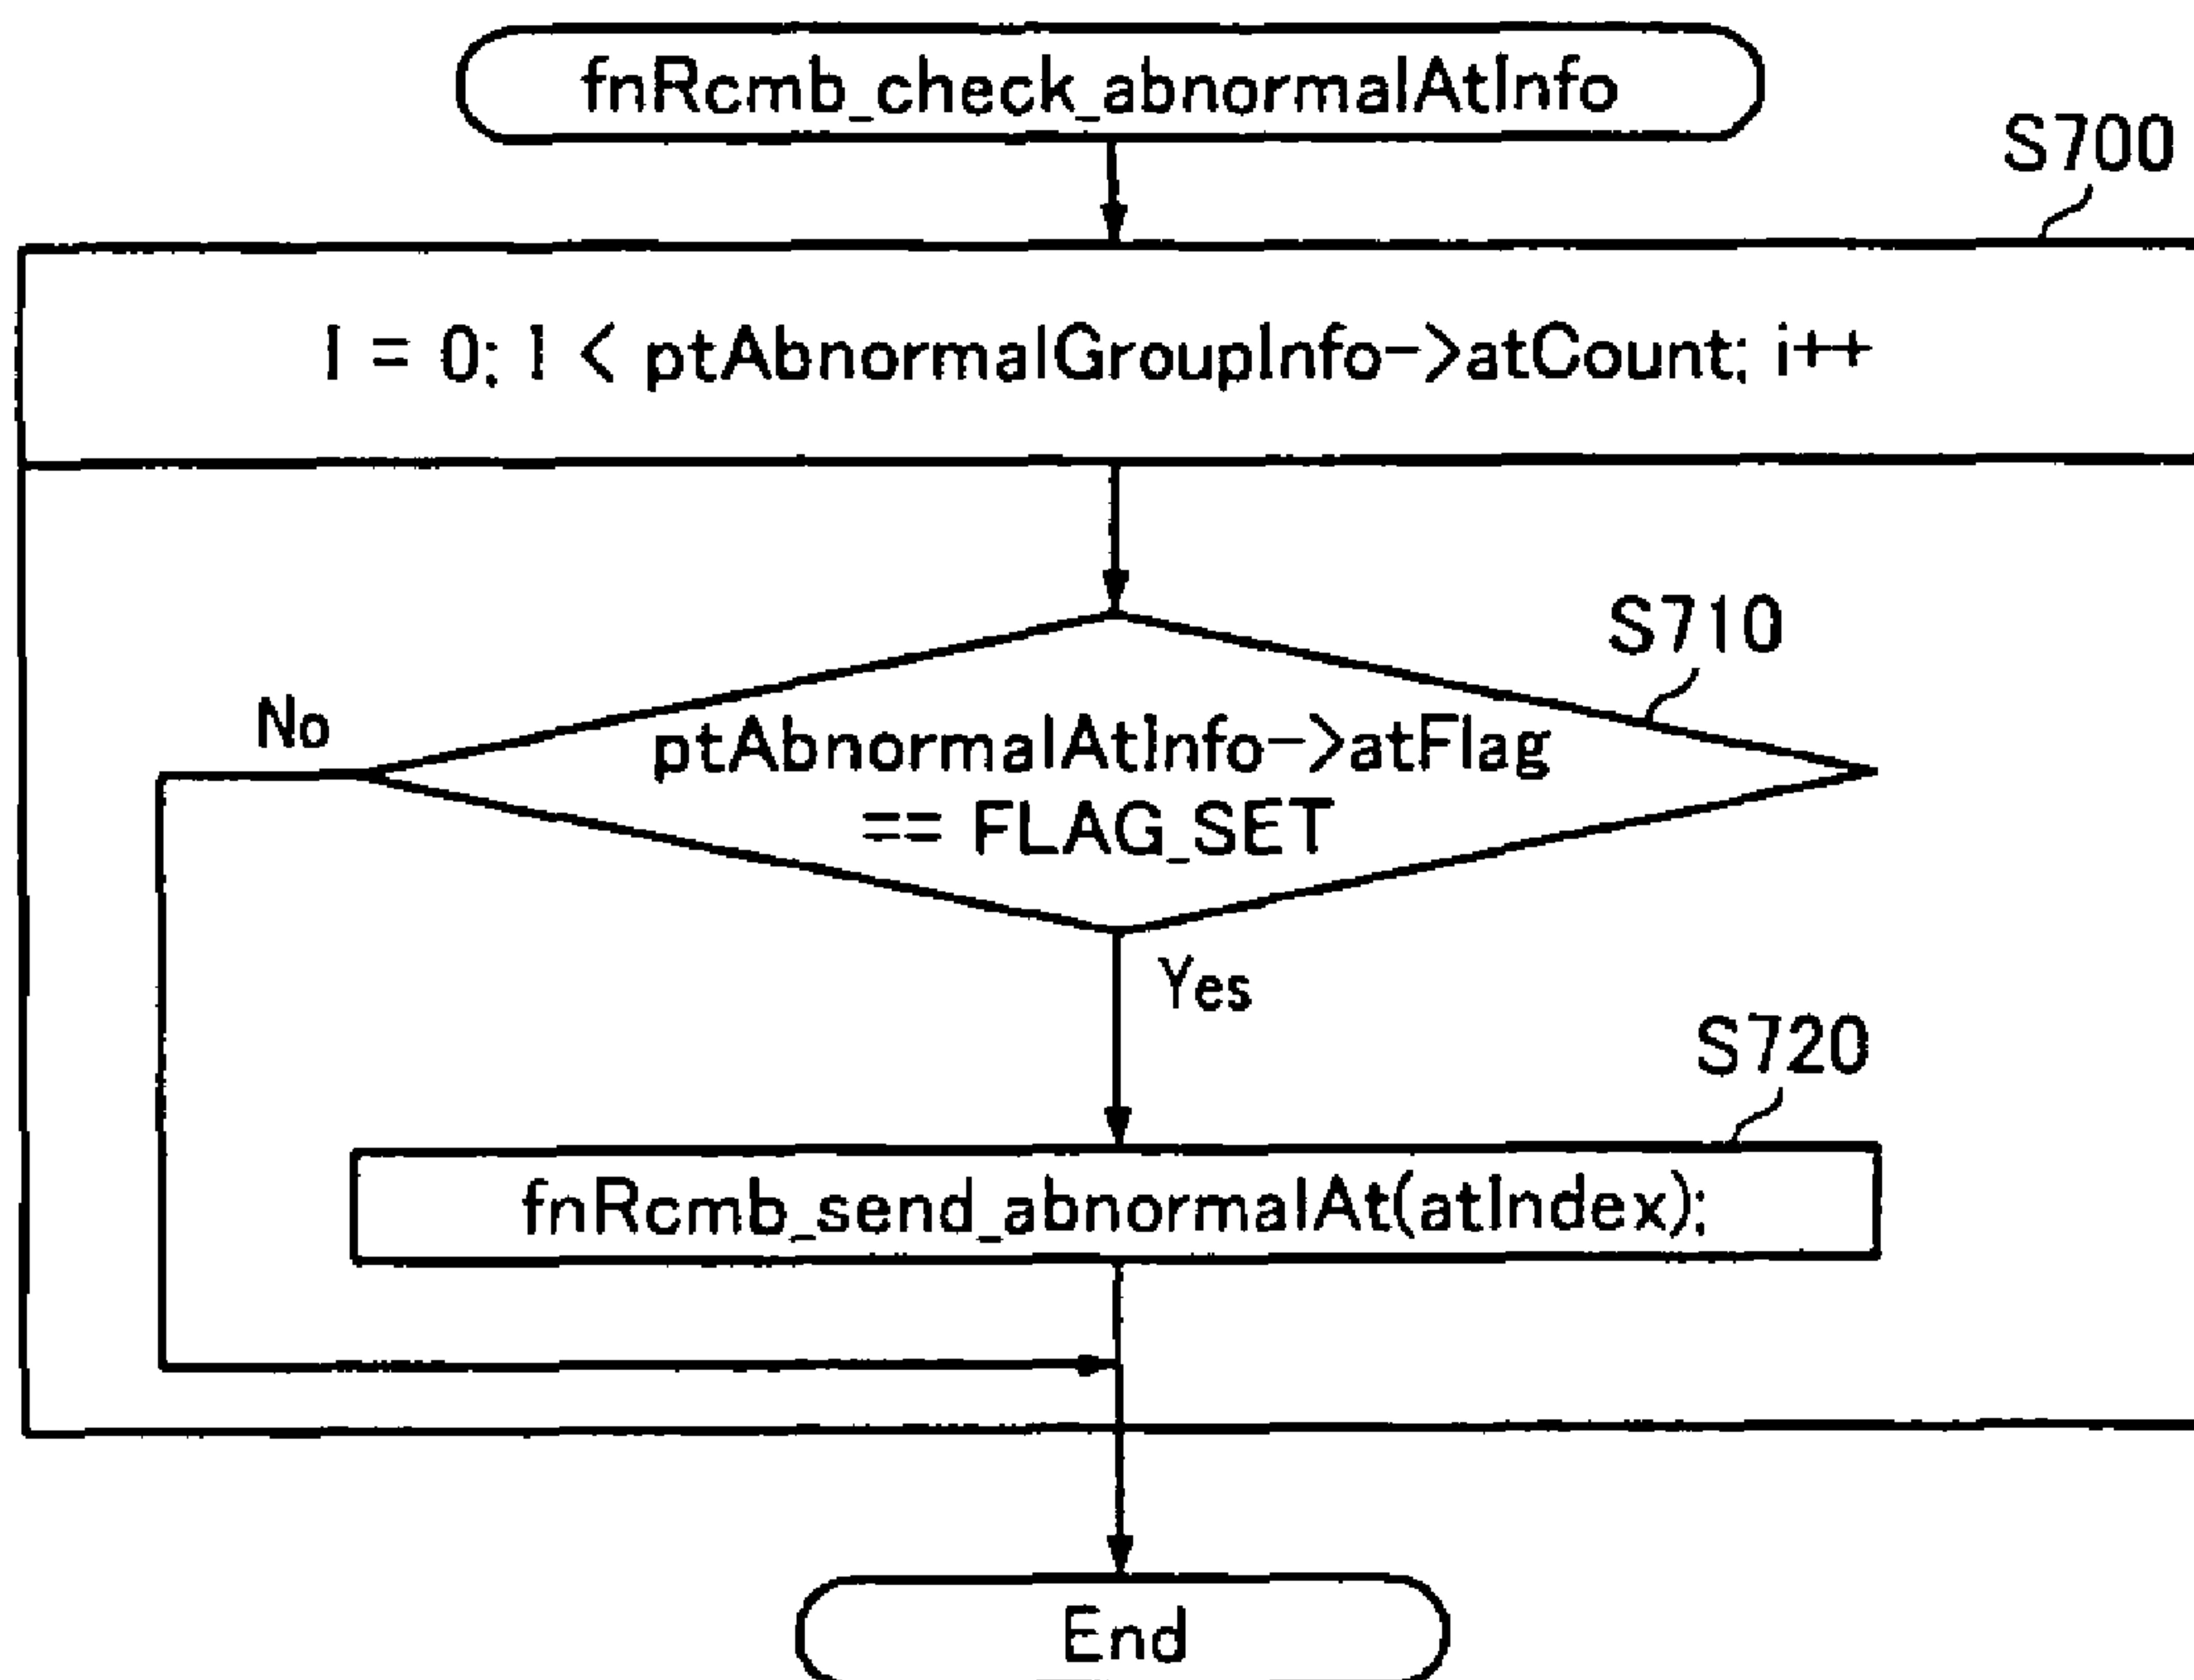 fnRcmb_check_abnormalAtInfo
S700
I = 0; I < ptAbnormalGroupInfo->atCount; i++
S710
No
ptAbnormalAtInfo->atFlag
== FLAG_SET
Yes
S720
fnRcmb_send_abnormalAt(atIndex);
End